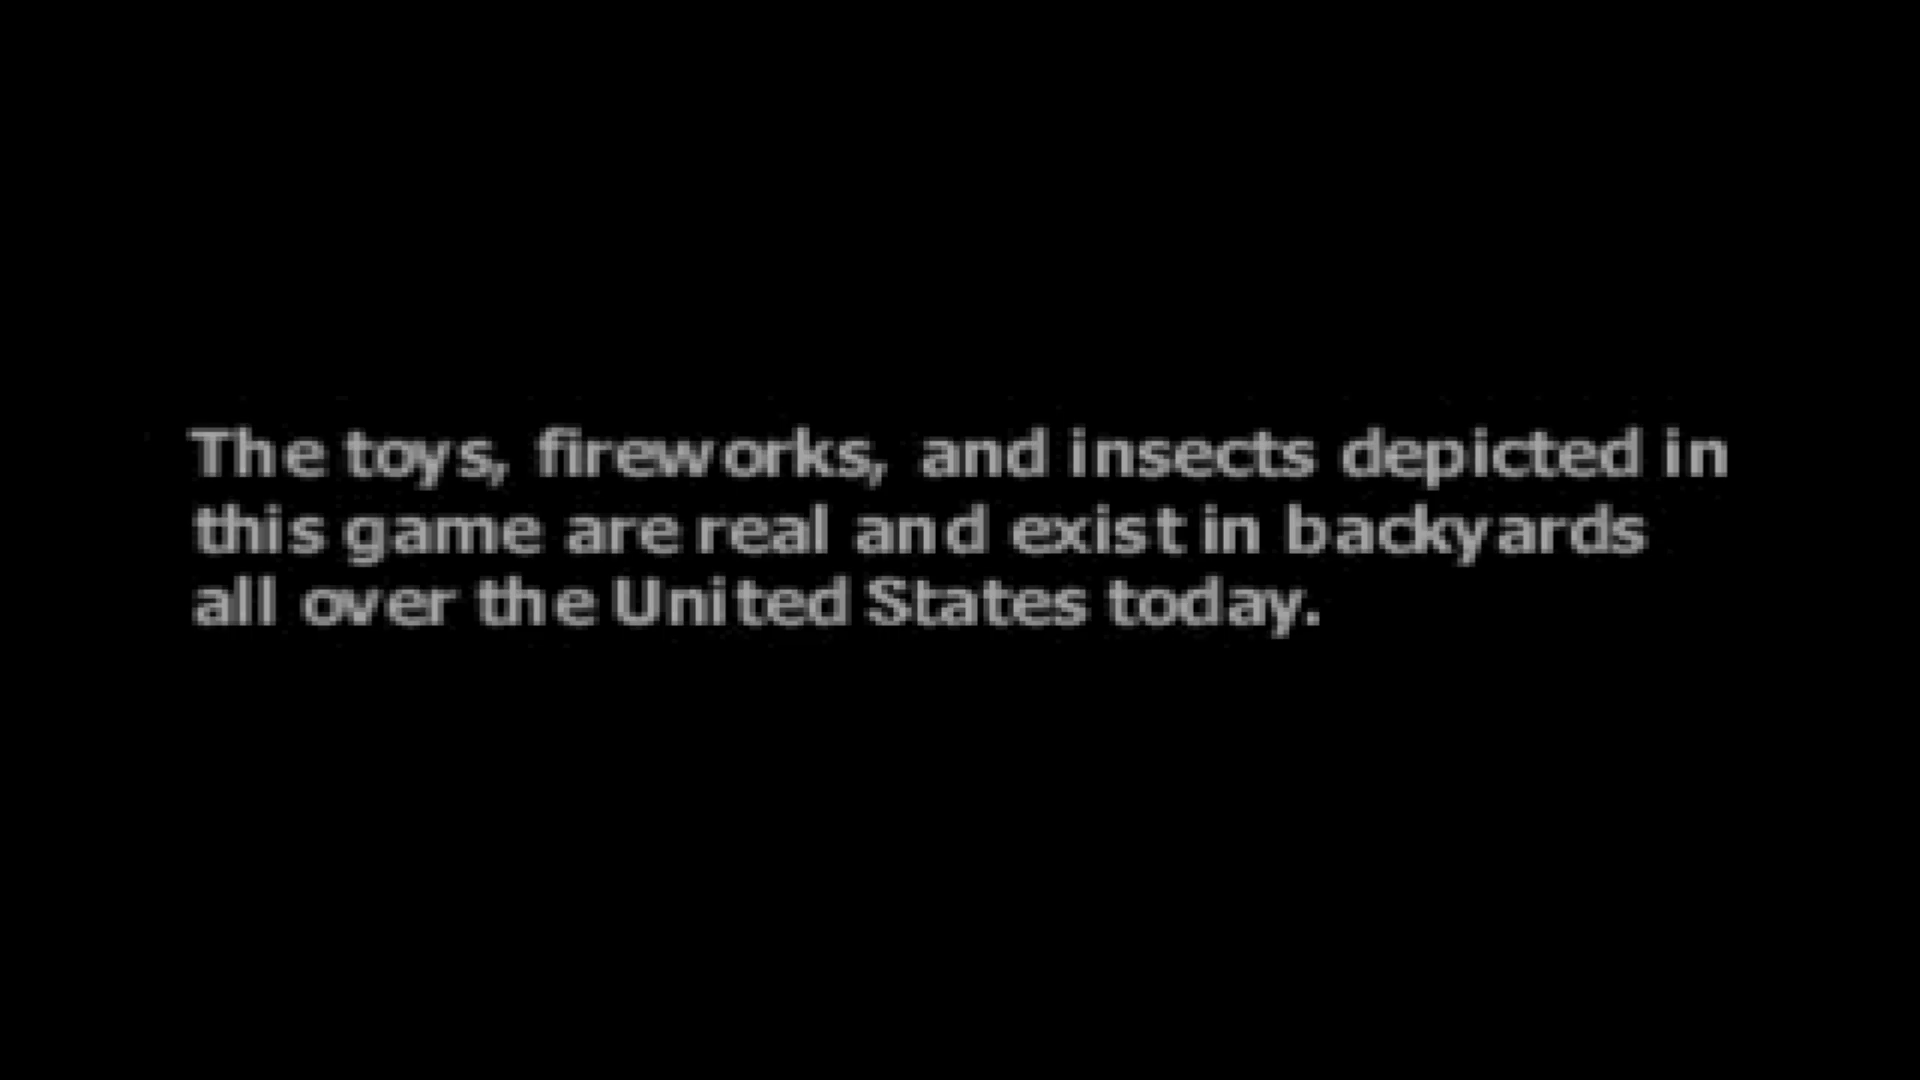 The toys, fireworks, and insects depicted in
this game are real and exist in backyards
all over the United States today.